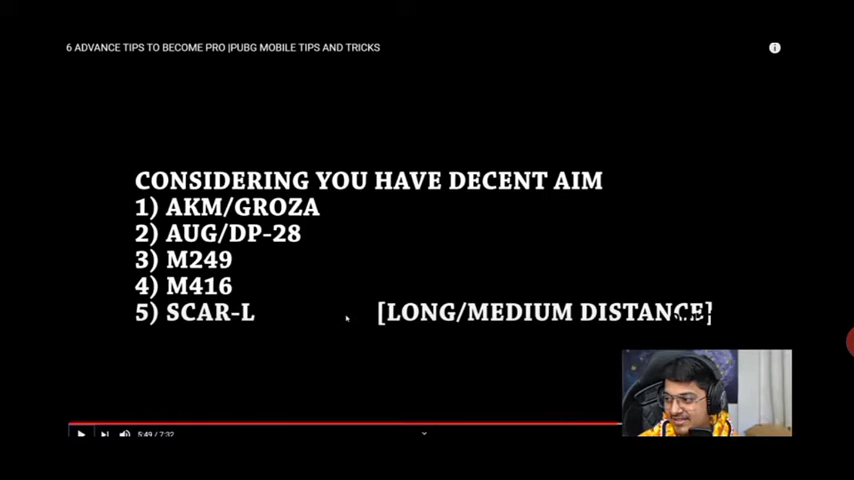 6 ADVANCE TIPS TO BECOME PRO |PUBG MOBILE TIPS AND TRICKS
CONSIDERING YOU HAVE DECENT AIM
1) AKM/GROZA
2) AUG/DP-28
3) M249
4) M416
5) SCAR-L [LONG/MEDIUM DISTANCE]
5:49 / 7:32